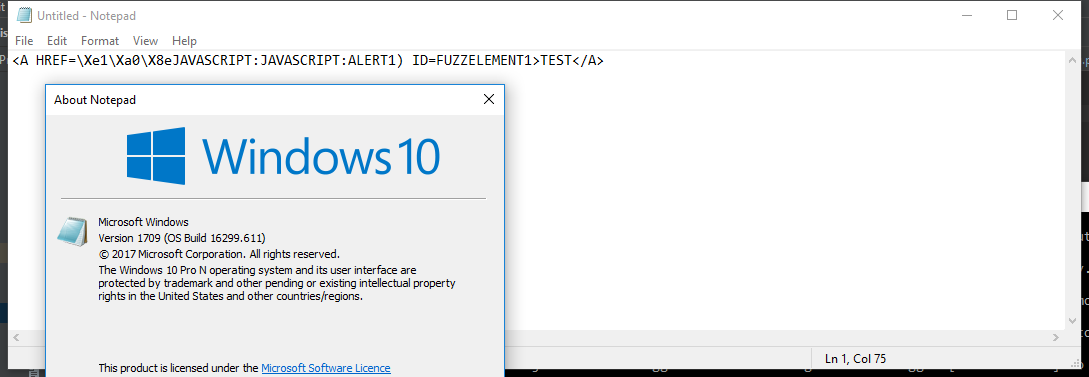 Untitled - Notepad
File Edit Format View Help
<A HREF=\Xe1\Xa0\X8eJAVASCRIPT:JAVASCRIPT:ALERT1) ID=FUZZELEMENT1>TEST</A>
About Notepad
Windows 10
Microsoft Windows
Version 1709 (OS Build 16299.611)
© 2017 Microsoft Corporation. All rights reserved.
The Windows 10 Pro N operating system and its user interface are
protected by trademark and other pending or existing intellectual property
rights in the United States and other countries/regions.
This product is licensed under the Microsoft Software Licence
Ln 1, Col 75